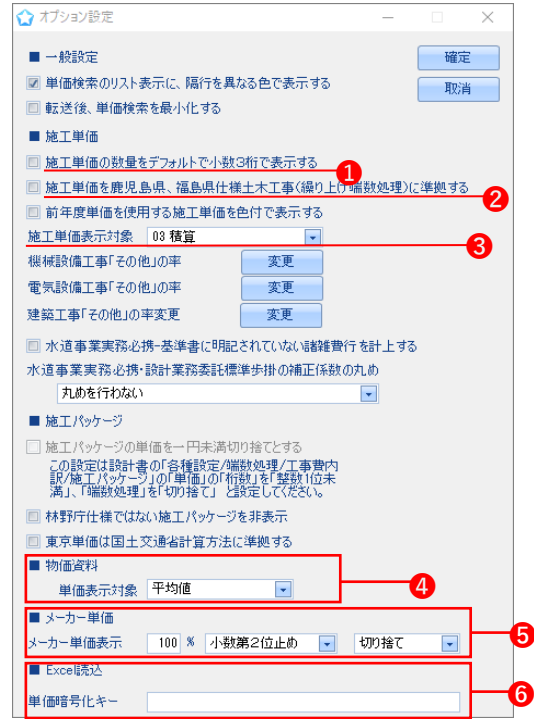 オプション設定
■ 一般設定
確定
単価検索のリスト表示に、隔行を異なる色で表示する
取消
転送後、単価検索を最小化する
■ 施工単価
施工単価の数量をデフォルトで小数3桁で表示する
1
施工単価を鹿児島県、福島県仕様土木工事(繰り上げ端数処理)に準拠する
2
前年度単価を使用する施工単価を色付で表示する
施工単価表示対象 03 積算
3
機械設備工事「その他」の率 変更
電気設備工事「その他」の率 変更
建築工事「その他」の率変更 変更
水道事業実務必携-基準書に明記されていない諸雑費行を計上する
水道事業実務必携・設計業務委託標準歩掛の補正係数の丸め
丸めを行わない
■ 施工パッケージ
施工パッケージの単価を一円未満切り捨てとする
この設定は設計書の「各種設定/端数処理/工事費内
訳/施工パッケージ」の「単価」の「桁数」を「整数1位未
満」、「端数処理」を「切り捨て」 と設定してください。
林野庁仕様ではない施工パッケージを非表示
東京単価は国土交通省計算方法に準拠する
■ 物価資料
単価表示対象 平均値
4
■ メーカー単価
メーカー単価表示 100 % 小数第2位止め 切り捨て
5
■ Excel読込
単価暗号化キー
6